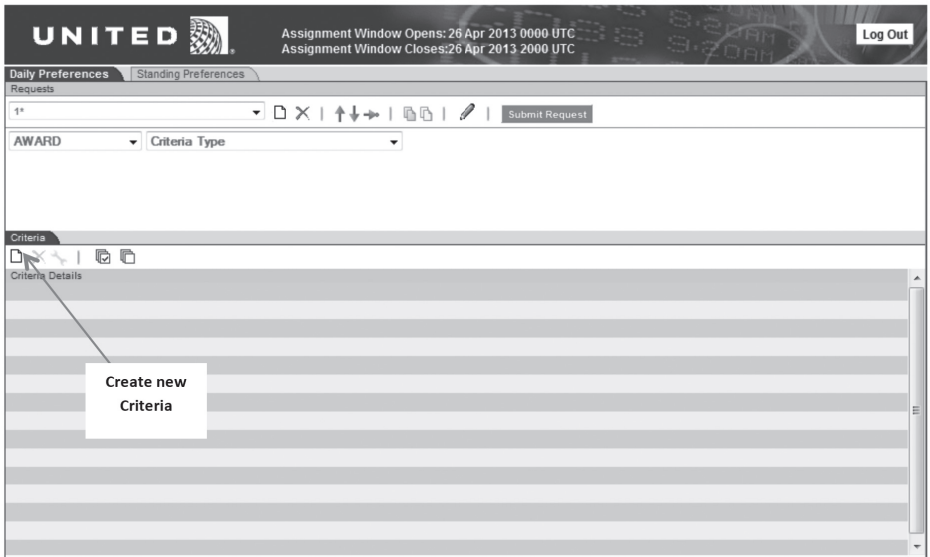 UNITED
Assignment Window Opens: 26 Apr 2013 0000 UTC
Assignment Window Closes:26 Apr 2013 2000 UTC
Log Out
Daily Preferences
Standing Preferences
Requests
1*
Submit Request
AWARD
Criteria Type
Criteria
Criteria Details
Create new
Criteria